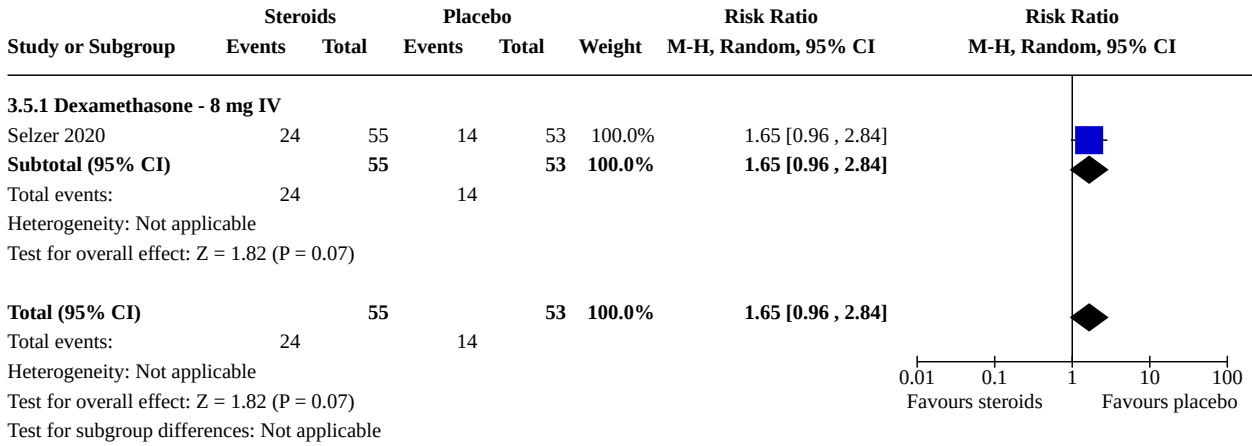 Steroids Placebo Risk Ratio Risk Ratio
Study or Subgroup Events Total Events Total Weight M-H, Random, 95% CI M-H, Random, 95% CI
3.5.1 Dexamethasone - 8 mg IV
Selzer 2020 24 55 14 53 100.0% 1.65 [0.96 , 2.84]
Subtotal (95% CI) 55 53 100.0% 1.65 [0.96 , 2.84]
Total events: 24 14
Heterogeneity: Not applicable
Test for overall effect: Z = 1.82 (P = 0.07)
Total (95% CI) 55 53 100.0% 1.65 [0.96 , 2.84]
Total events: 24 14
Heterogeneity: Not applicable 0.01 0.1 1 10 100
Test for overall effect: Z = 1.82 (P = 0.07) Favours steroids Favours placebo
Test for subgroup differences: Not applicable